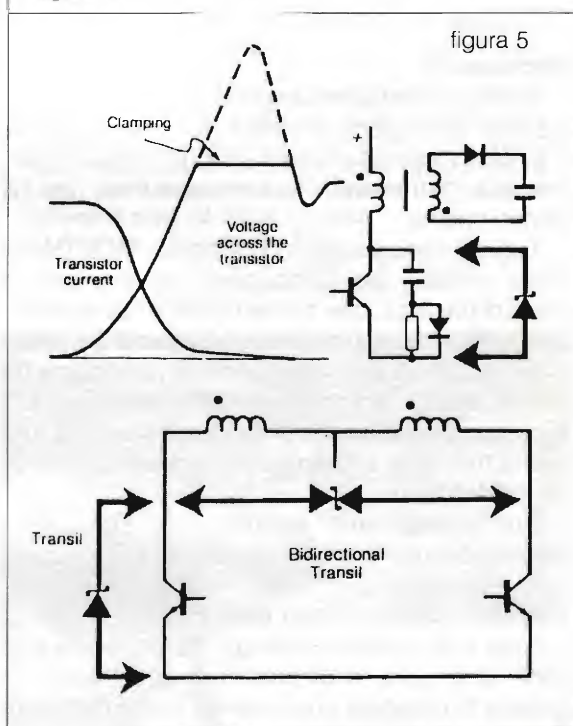 figura 5
Clamping
+
Transistor
current
Voltage
across the
transistor
Transil
Bidirectional
Transil